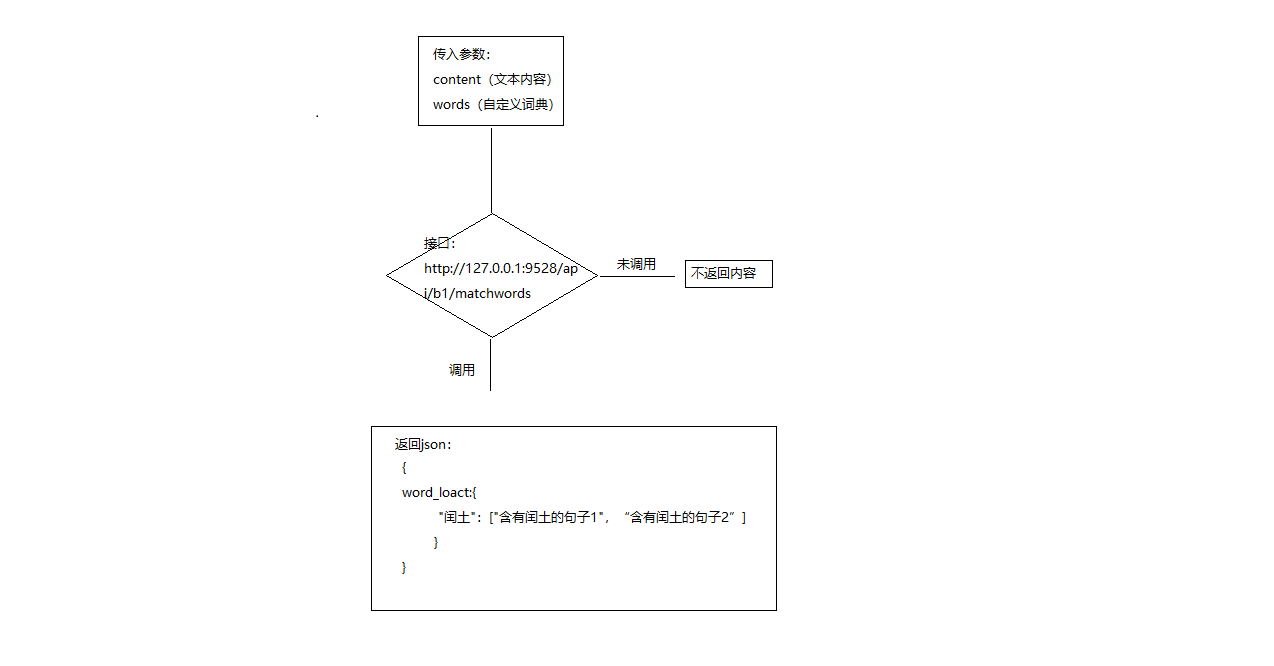 传入参数：
content（文本内容）
words（自定义词典）
接口：
http://127.0.0.1:9528/ap
i/b1/matchwords
未调用
不返回内容
调用
返回json：
{
word_loact:{
"闰土"：["含有闰土的句子1"，“含有闰土的句子2”]
}
}